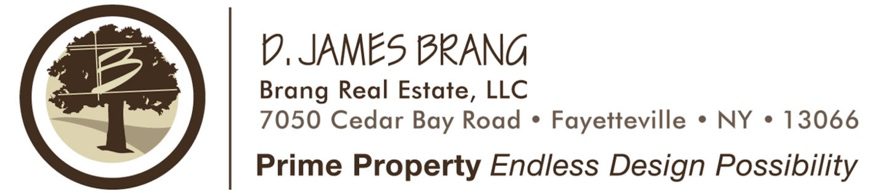 B
D. JAMES BRANG
Brang Real Estate, LLC
7050 Cedar Bay Road • Fayetteville • NY • 13066
Prime Property Endless Design Possibility